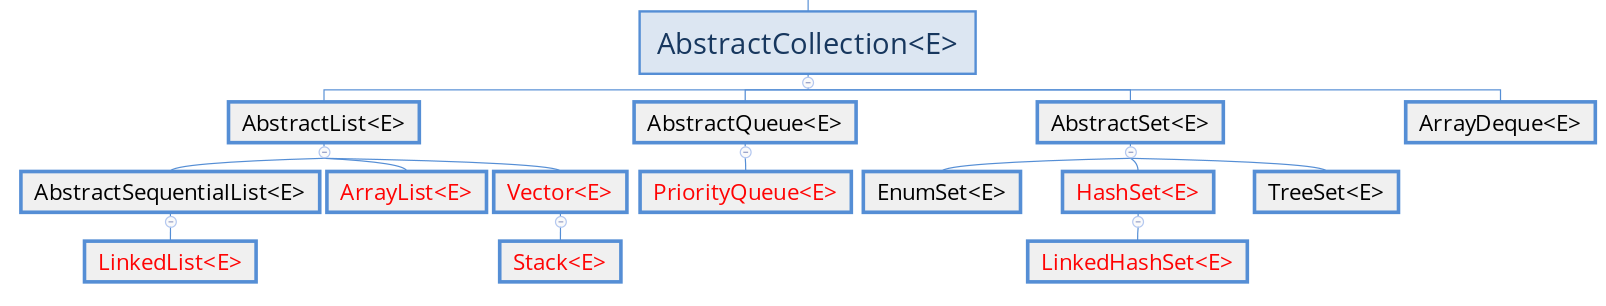 AbstractCollection<E>
AbstractList<E>
AbstractQueue<E>
AbstractSet<E>
ArrayDeque<E>
AbstractSequentialList<E>
ArrayList<E>
Vector<E>
PriorityQueue<E>
EnumSet<E>
HashSet<E>
TreeSet<E>
LinkedList<E>
Stack<E>
LinkedHashSet<E>